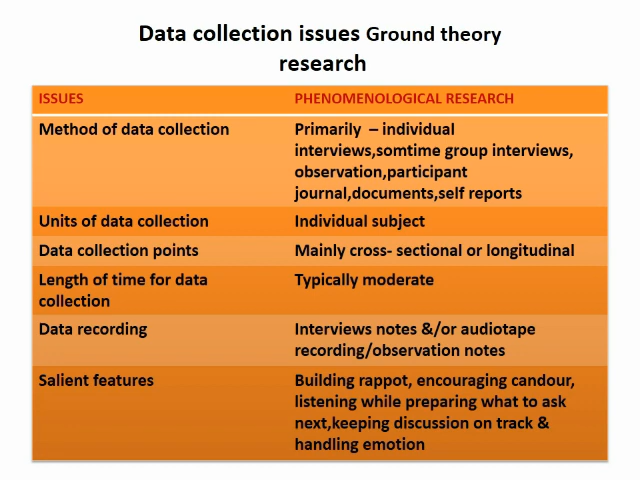 Data collection issues Ground theory
research
ISSUES PHENOMENOLOGICAL RESEARCH
Method of data collection Primarily – individual
interviews,somtime group interviews,
observation,participant
journal,documents,self reports
Units of data collection Individual subject
Data collection points Mainly cross- sectional or longitudinal
Length of time for data Typically moderate
collection
Data recording Interviews notes &/or audiotape
recording/observation notes
Salient features Building rappot, encouraging candour,
listening while preparing what to ask
next,keeping discussion on track &
handling emotion